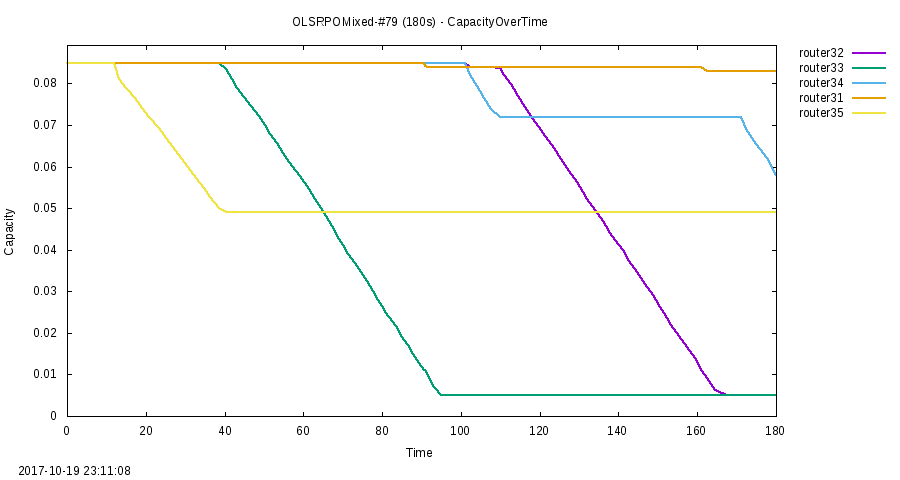 OLSRPOMixed-#79 (180s) - CapacityOverTime
router32
router33
router34
router31
router35
Capacity
0.08
0.07
0.06
0.05
0.04
0.03
0.02
0.01
0
0 20 40 60 80 100 120 140 160 180
Time
2017-10-19 23:11:08